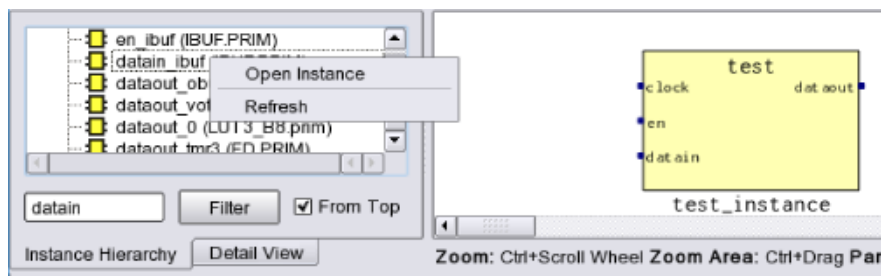 en_ibuf (IBUF.PRIM)
datain_ibuf
dataout_ob
dataout_vot
dataout_0 (LUT3_B8.prim)
dataout_tmr3 (FD.PRIM)
Open Instance
Refresh
datain
Filter
From Top
Instance Hierarchy
Detail View
test
clock
dataout
en
datain
test_instance
Zoom: Ctrl+Scroll Wheel Zoom Area: Ctrl+Drag Pan